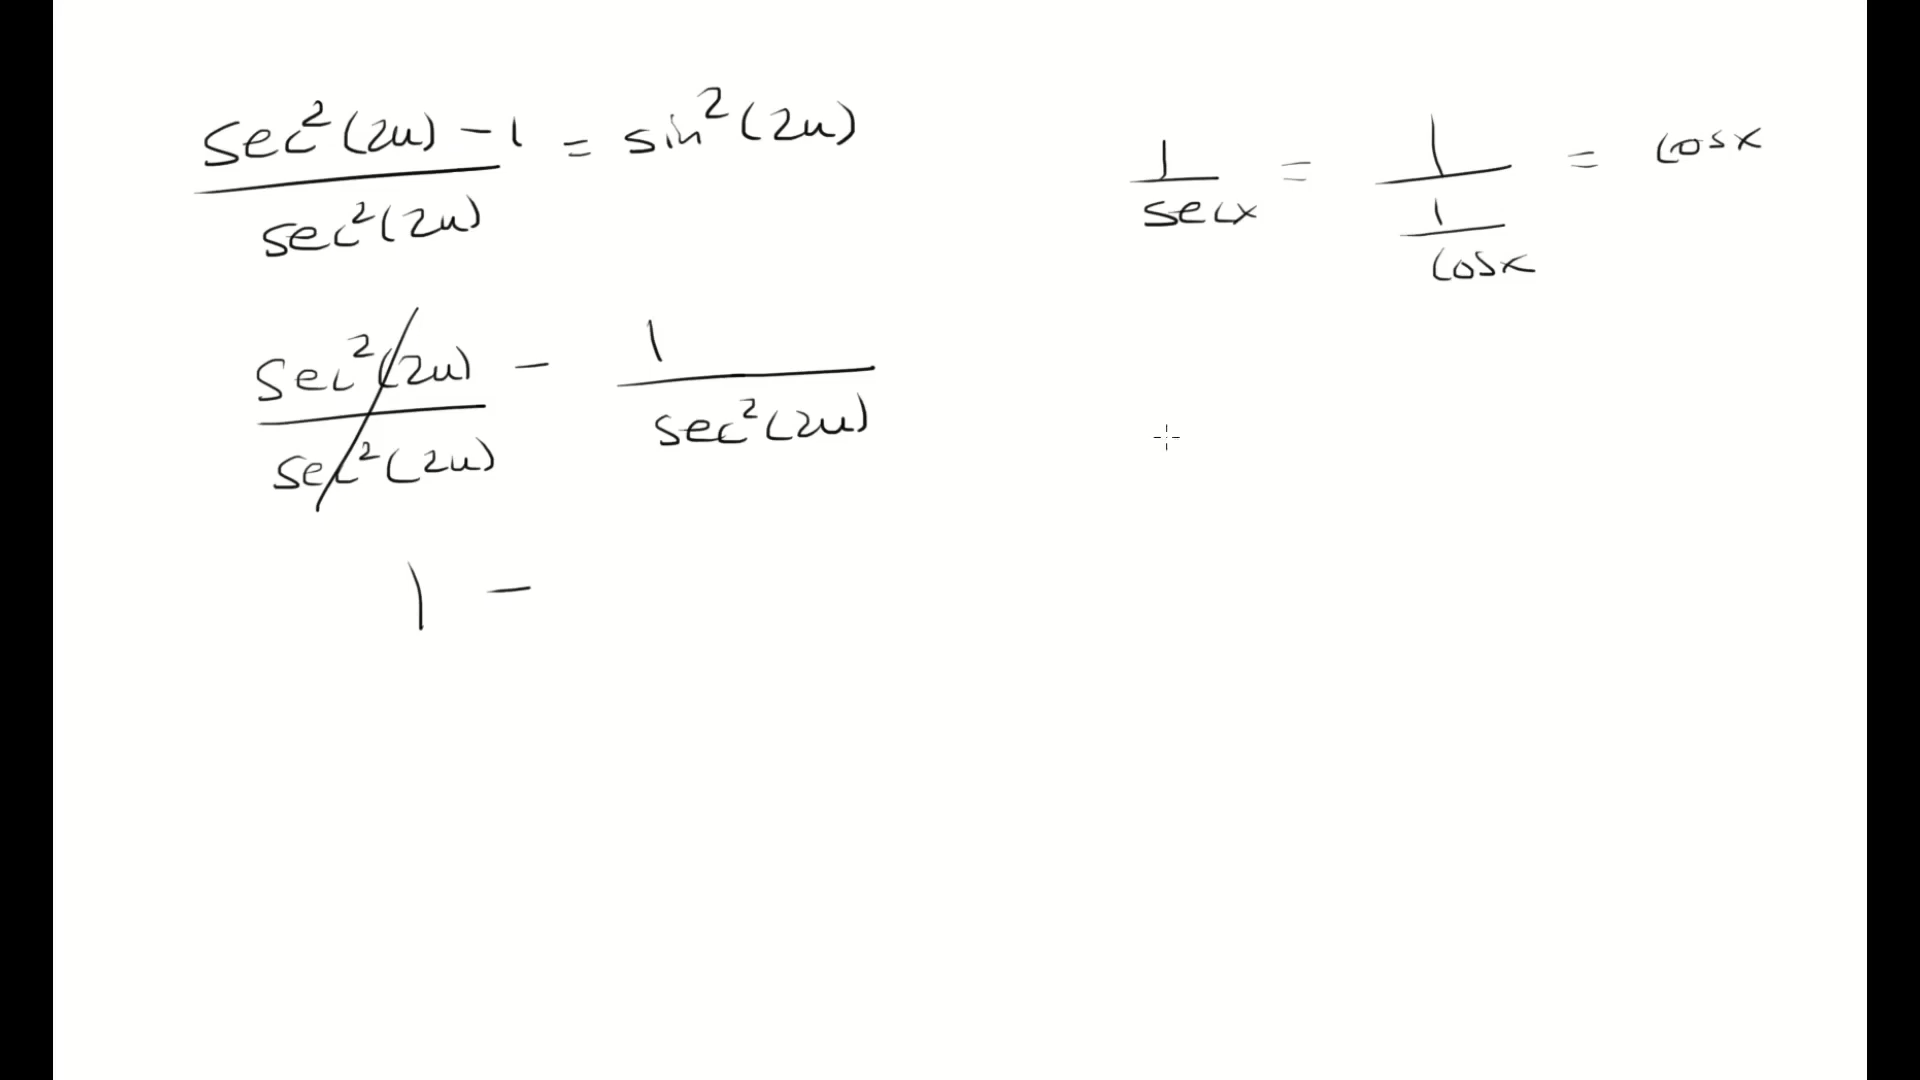 sec²(2u) - 1 = sin²(2u)
sec²(2u)
sec²(2u) - 1
sec²(2u) sec²(2u)
1 -
1 = 1 = cosx
secx 1
cosx